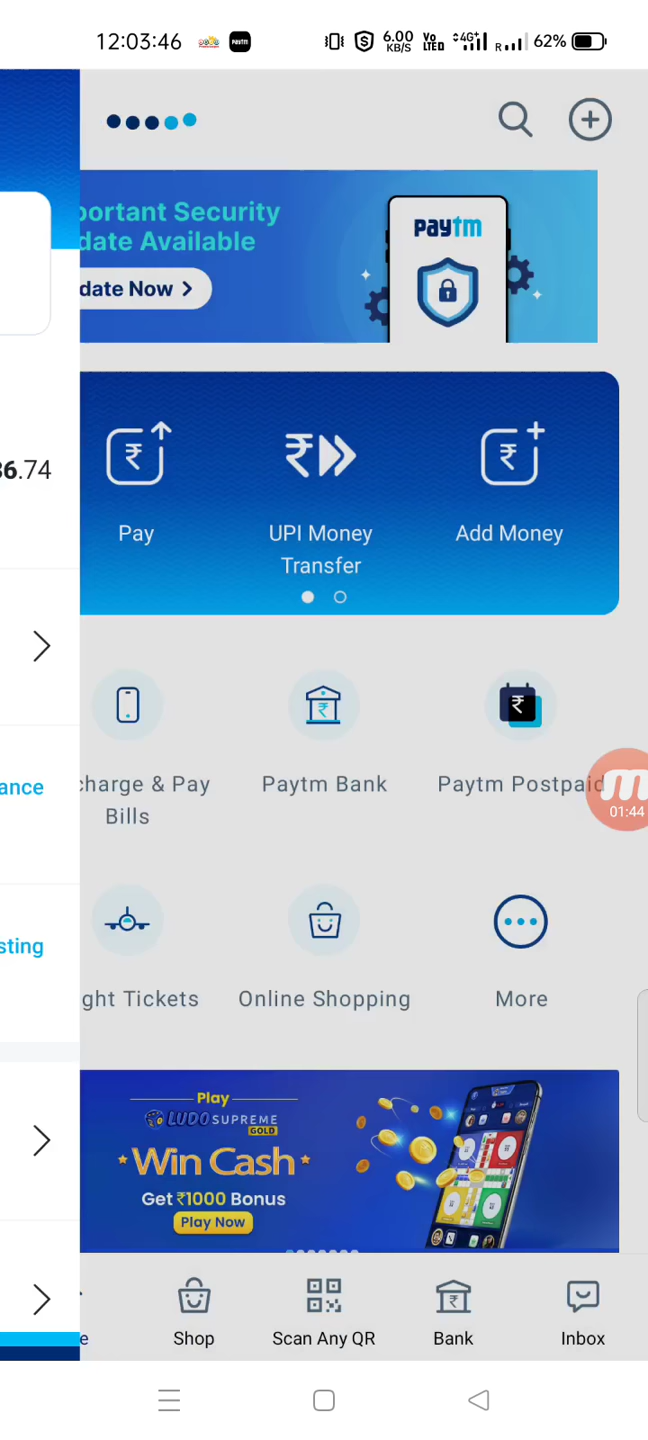 12:03:46
6.00 KB/S
Vo LTED
4G+
R
62%
portant Security
date Available
date Now
paytm
36.74
Pay
UPI Money
Transfer
Add Money
charge & Pay
Bills
Paytm Bank
Paytm Postpaid
01:44
ance
sting
ght Tickets
Online Shopping
More
Play
LUDO SUPREME
GOLD
Win Cash
Get ₹1000 Bonus
Play Now
e
Shop
Scan Any QR
Bank
Inbox